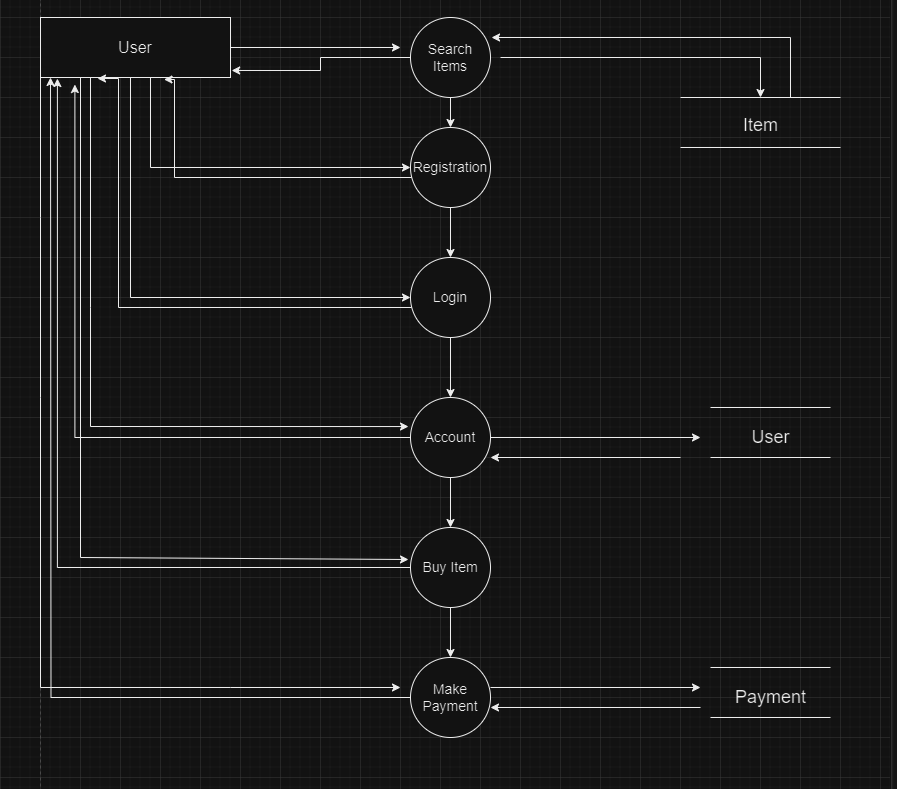 User
Search
Items
Item
Registration
Login
Account
User
Buy Item
Make
Payment
Payment